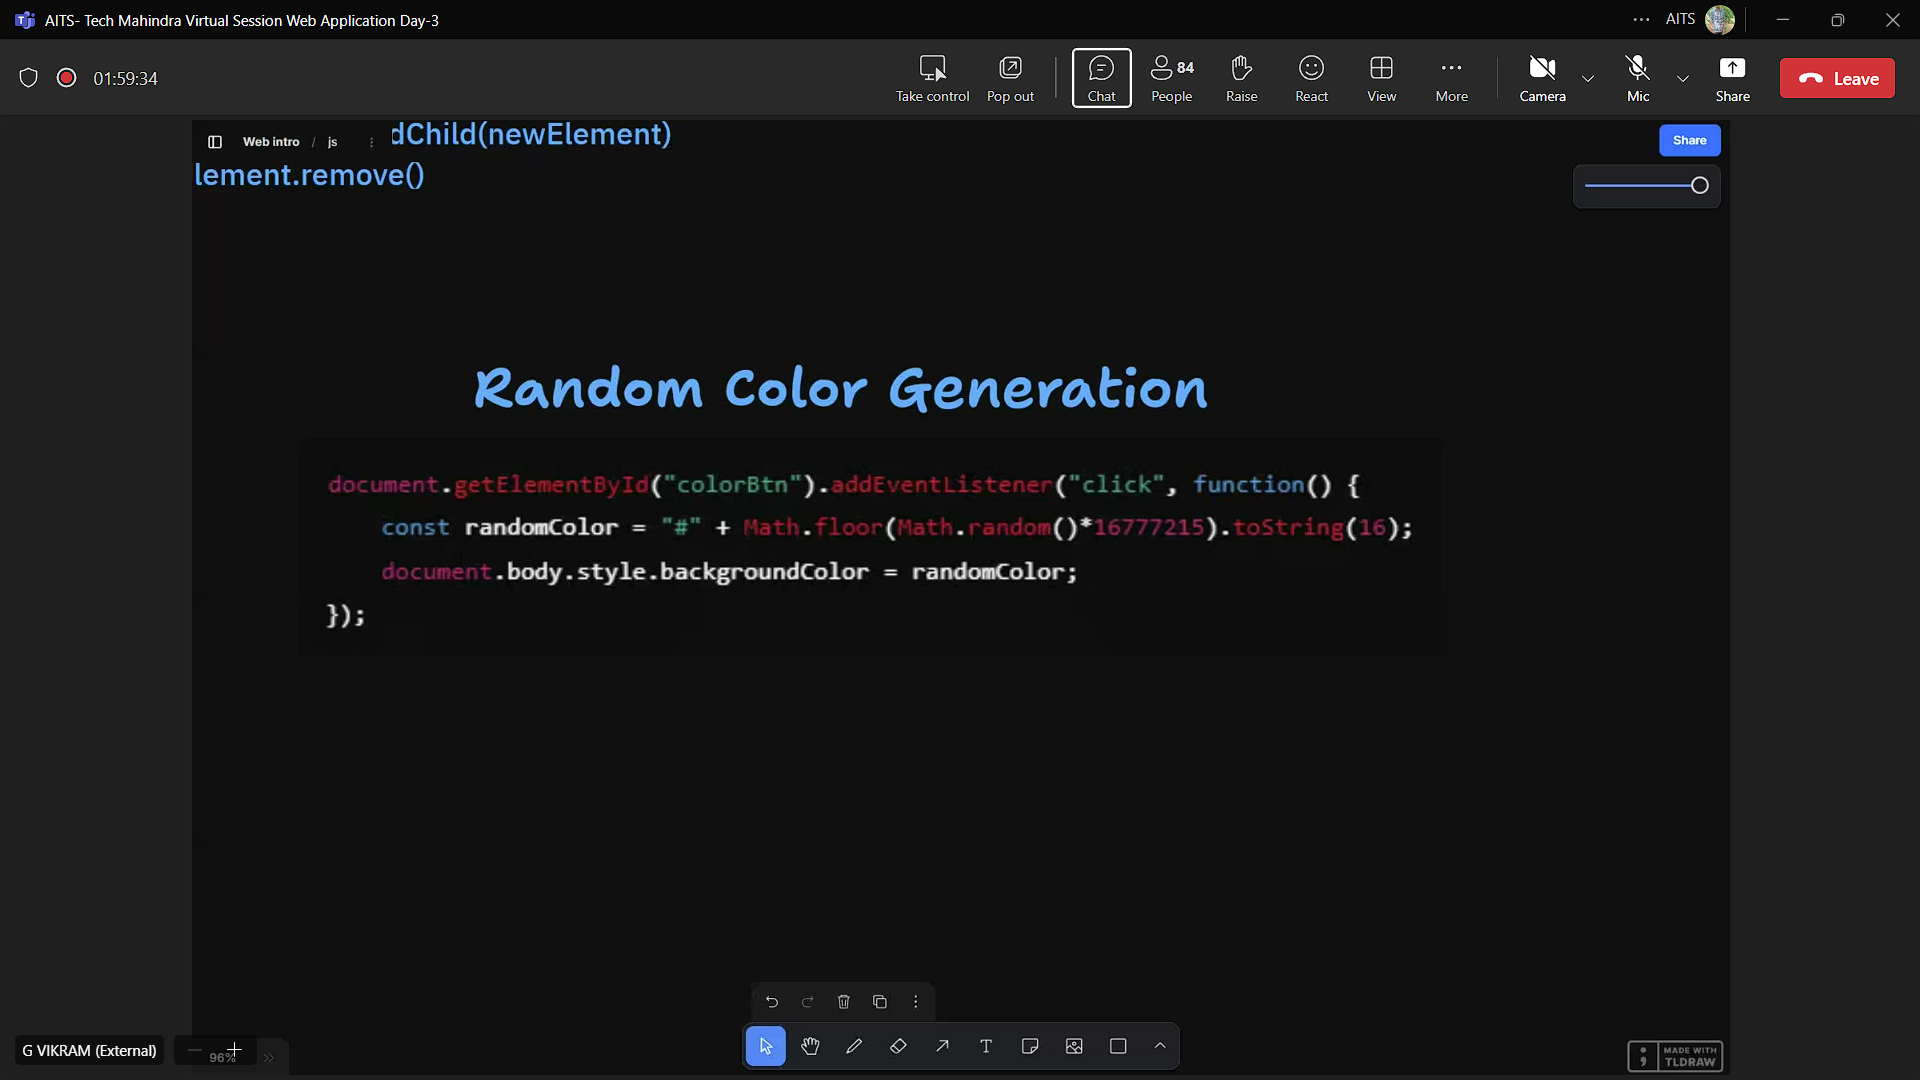 AITS- Tech Mahindra Virtual Session Web Application Day-3
AITS
01:59:34
Take control
Pop out
Chat
84
People
Raise
React
View
More
Camera
Mic
Share
Leave
Web intro / js
dChild(newElement)
Share
lement.remove()
Random Color Generation
document.getElementById("colorBtn").addEventListener("click", function() {
const randomColor = "#" + Math.floor(Math.random()*16777215).toString(16);
document.body.style.backgroundColor = randomColor;
});
G VIKRAM (External)
96%
MADE WITH
TLDRAW